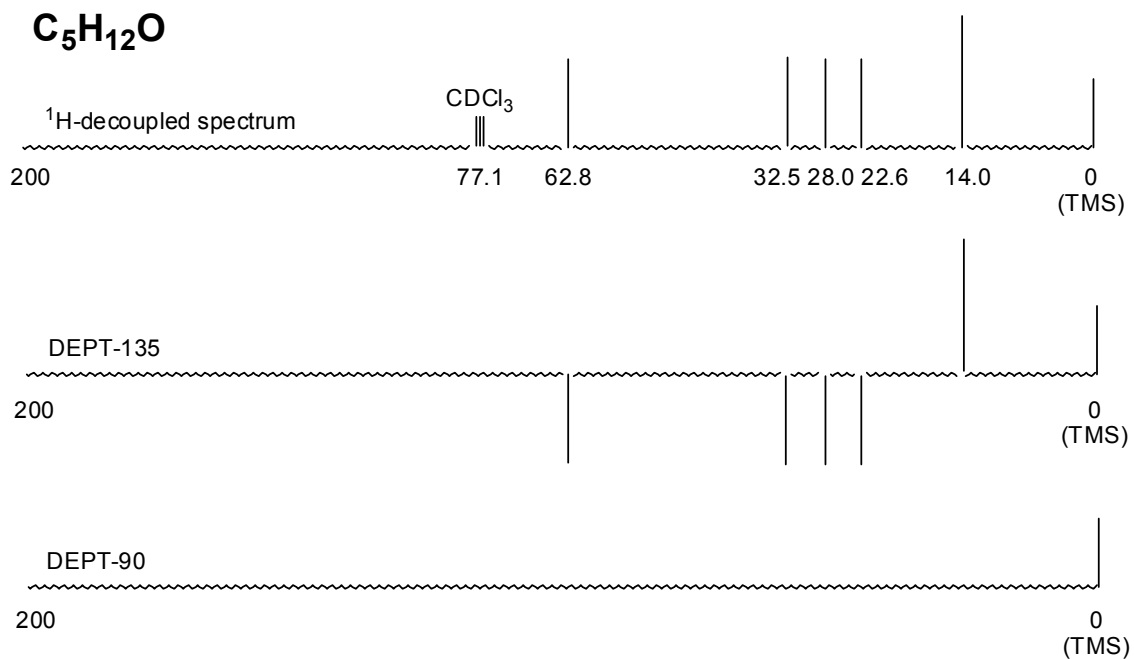 C5H12O
CDCl3
1H-decoupled spectrum
200 77.1 62.8 32.5 28.0 22.6 14.0 0
(TMS)
DEPT-135
200 0
(TMS)
DEPT-90
200 0
(TMS)